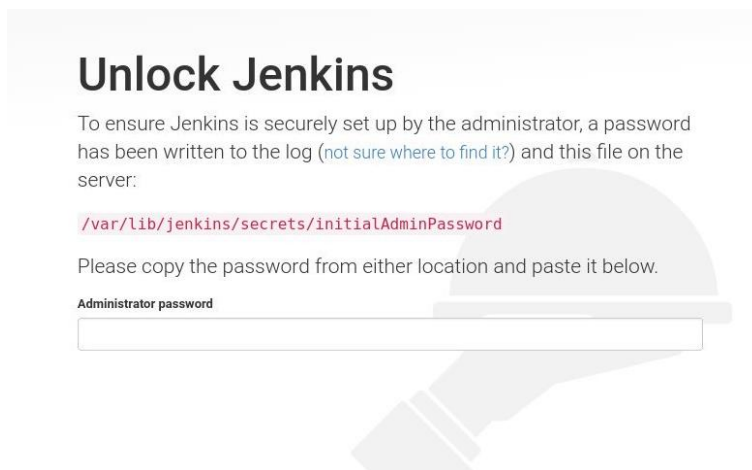 Unlock Jenkins
To ensure Jenkins is securely set up by the administrator, a password
has been written to the log (not sure where to find it?) and this file on the
server:
/var/lib/jenkins/secrets/initialAdminPassword
Please copy the password from either location and paste it below.
Administrator password